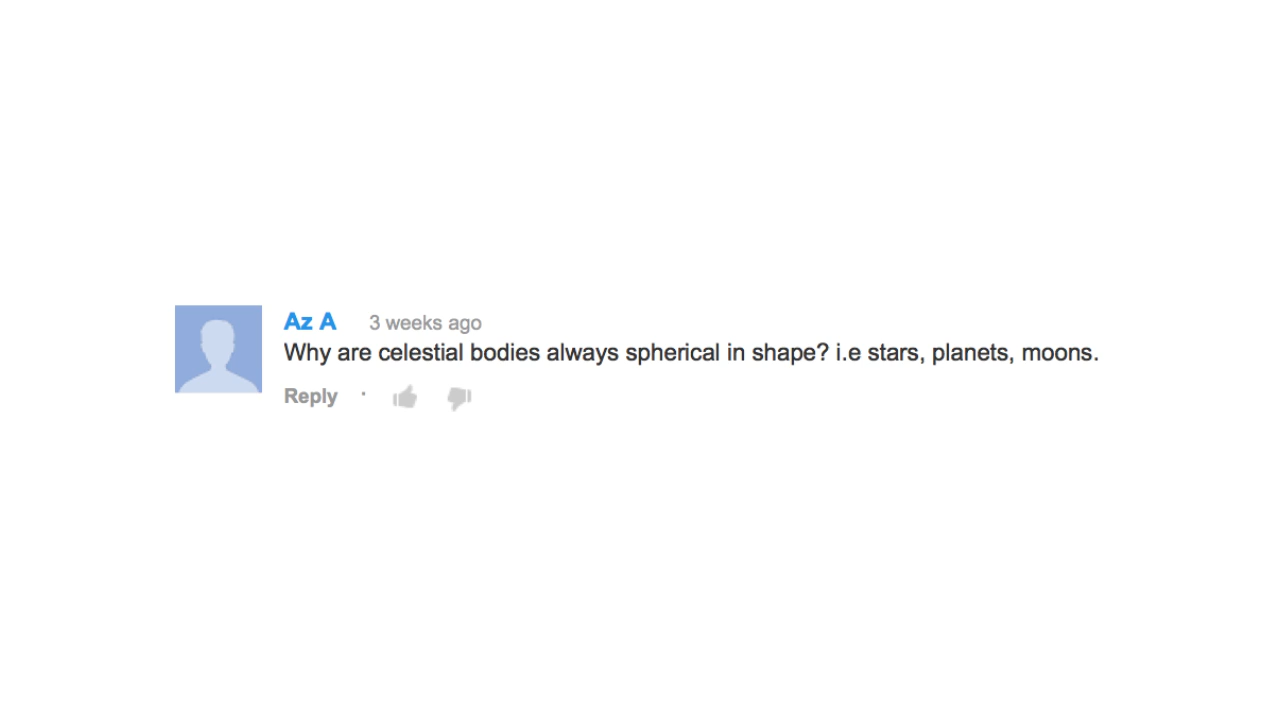 Az A 3 weeks ago
Why are celestial bodies always spherical in shape? i.e stars, planets, moons.
Reply ·